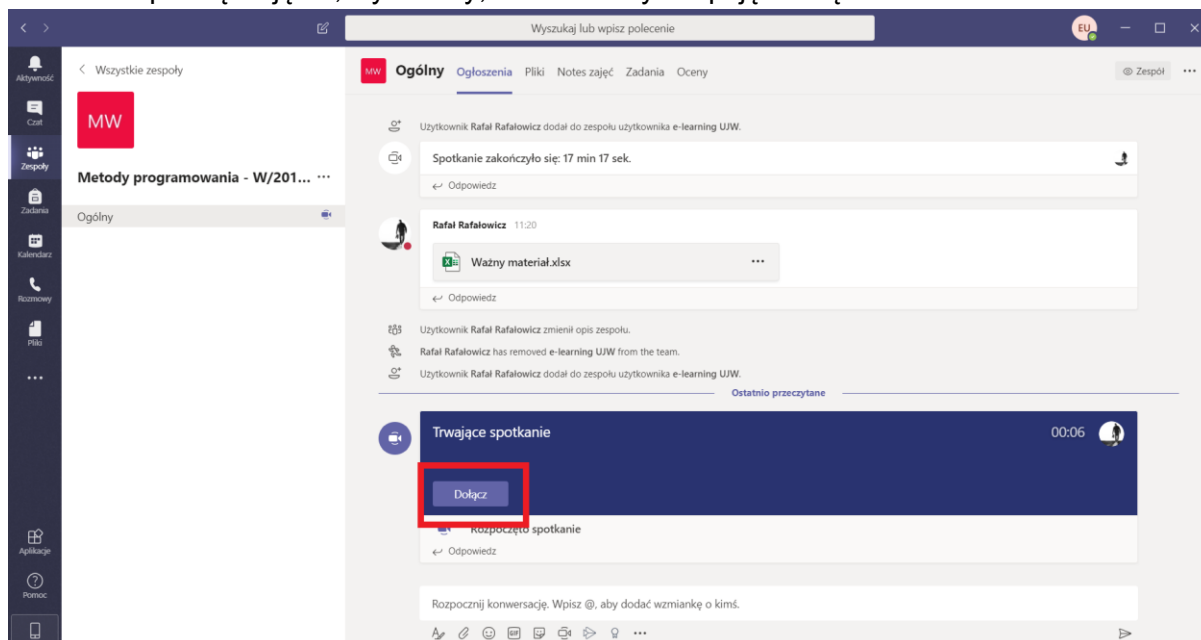 Wyszukaj lub wpisz polecenie
EU
Aktywność
Czat
Zespoły
Zadania
Kalendarz
Rozmowy
Pliki
Aplikacje
Pomoc
Wszystkie zespoły
MW
Metody programowania - W/201... ...
Ogólny
MW Ogólny Ogłoszenia Pliki Notes zajęć Zadania Oceny
Zespół ...
Użytkownik Rafał Rafałowicz dodał do zespołu użytkownika e-learning UJW.
Spotkanie zakończyło się: 17 min 17 sek.
Odpowiedz
Rafał Rafałowicz 11:20
Ważny materiał.xlsx ...
Odpowiedz
Użytkownik Rafał Rafałowicz zmienił opis zespołu.
Rafał Rafałowicz has removed e-learning UJW from the team.
Użytkownik Rafał Rafałowicz dodał do zespołu użytkownika e-learning UJW.
Ostatnio przeczytane
Trwające spotkanie 00:06
Dołącz
Rozpoczęto spotkanie
Odpowiedz
Rozpocznij konwersację. Wpisz @, aby dodać wzmiankę o kimś.
GIF